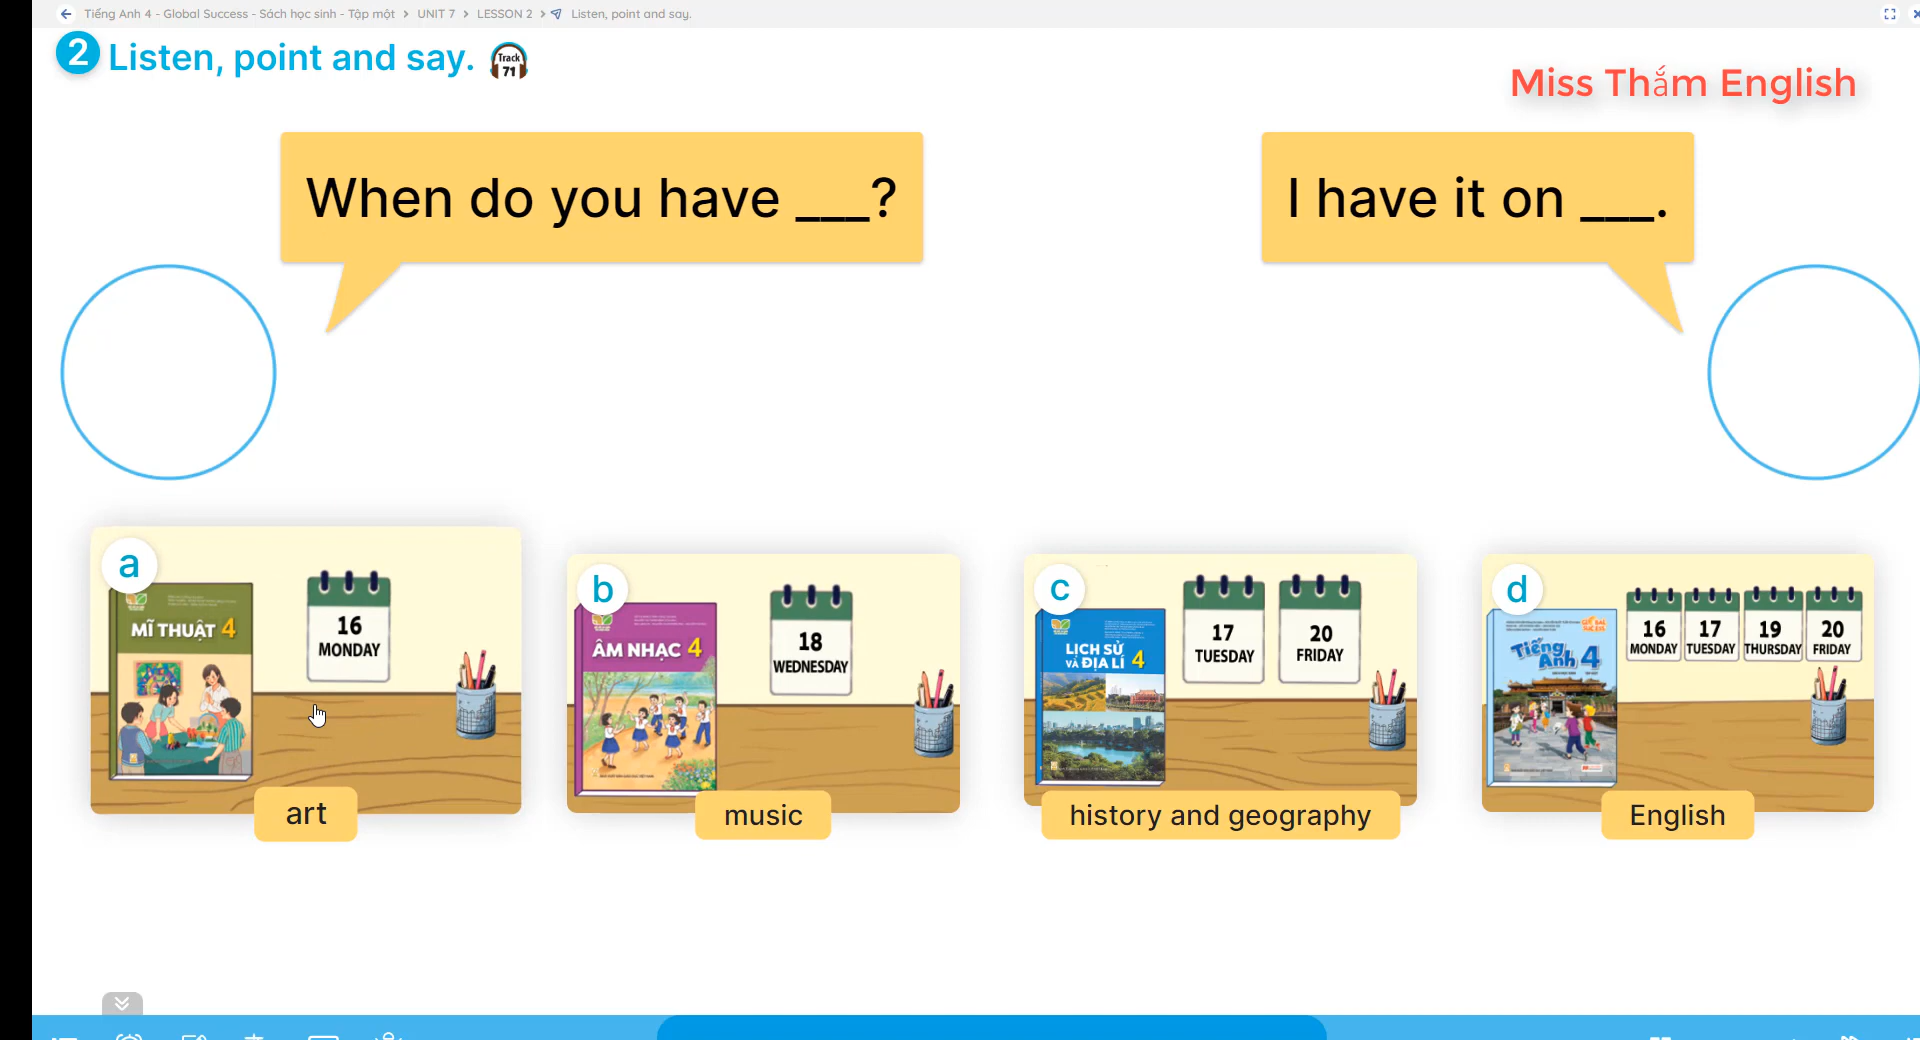 Tiếng Anh 4 - Global Success - Sách học sinh - Tập một > UNIT 7 > LESSON 2 > Listen, point and say.
2 Listen, point and say. Track 71
Miss Thắm English
When do you have ___?
I have it on ___.
a
MĨ THUẬT 4
16
MONDAY
art
b
ÂM NHẠC 4
18
WEDNESDAY
music
c
LỊCH SỬ
VÀ ĐỊA LÍ 4
17
TUESDAY
20
FRIDAY
history and geography
d
Tiếng
Anh 4
16
MONDAY
17
TUESDAY
19
THURSDAY
20
FRIDAY
English